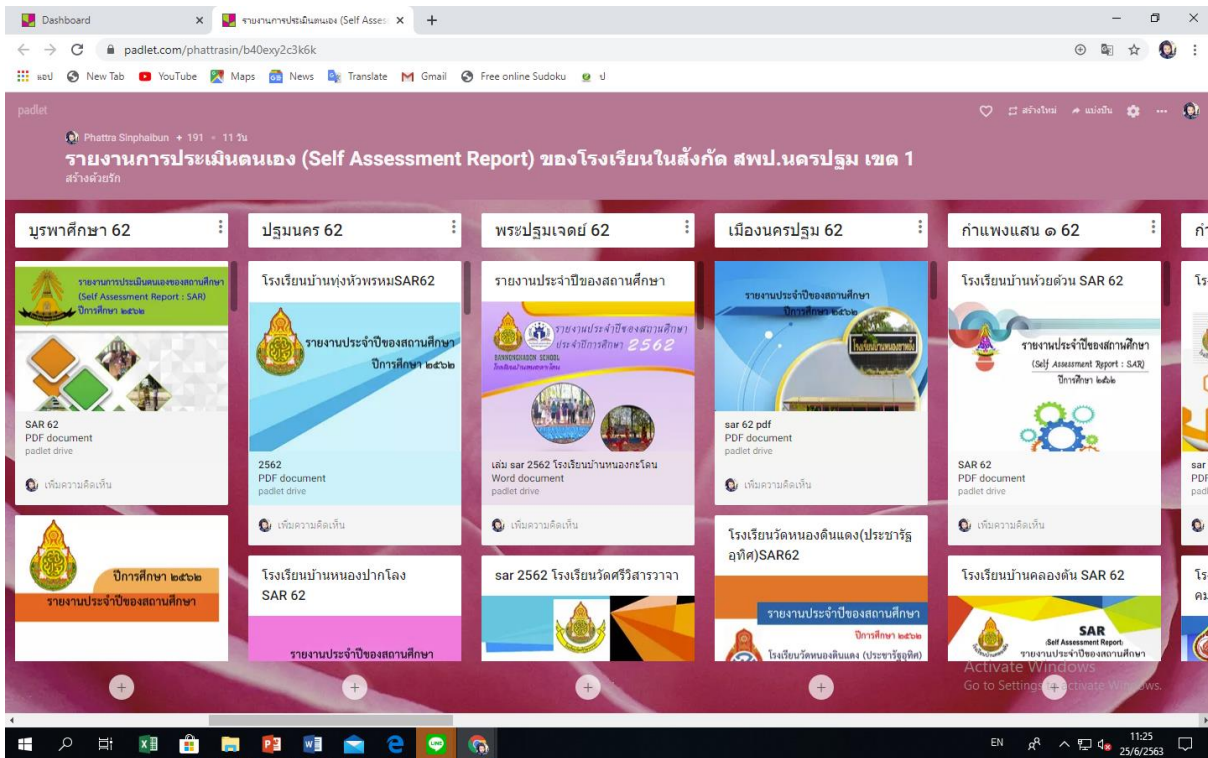 Dashboard
รายงานการประเมินตนเอง (Self Asses
padlet.com/phattrasin/b40exy2c3k6k
แอป
New Tab
YouTube
Maps
News
Translate
Gmail
Free online Sudoku
ป
padlet
สร้างใหม่
แบ่งปัน
Phattra Sinphaibun + 191 • 11 วัน
รายงานการประเมินตนเอง (Self Assessment Report) ของโรงเรียนในสังกัด สพป.นครปฐม เขต 1
สร้างด้วยรัก
บูรพาศึกษา 62
รายงานการประเมินตนเองของสถานศึกษา
(Self Assessment Report : SAR)
ปีการศึกษา ๒๕๖๒
SAR 62
PDF document
padlet drive
เพิ่มความคิดเห็น
ปีการศึกษา ๒๕๖๒
รายงานประจำปีของสถานศึกษา
ปฐมนคร 62
โรงเรียนบ้านทุ่งหัวพรหมSAR62
รายงานประจำปีของสถานศึกษา
ปีการศึกษา ๒๕๖๒
2562
PDF document
padlet drive
เพิ่มความคิดเห็น
โรงเรียนบ้านหนองปากโลง
SAR 62
รายงานประจำปีของสถานศึกษา
พระปฐมเจดย์ 62
รายงานประจำปีของสถานศึกษา
รายงานประจำปีของสถานศึกษา
ประจำปีการศึกษา 2562
SCHOOL
เล่ม sar 2562 โรงเรียนบ้านหนองกะโดน
Word document
padlet drive
เพิ่มความคิดเห็น
sar 2562 โรงเรียนวัดศรีวิสารวาจา
เมืองนครปฐม 62
รายงานประจำปีของสถานศึกษา
ปีการศึกษา ๒๕๖๒
sar 62 pdf
PDF document
padlet drive
เพิ่มความคิดเห็น
โรงเรียนวัดหนองดินแดง(ประชารัฐ
อุทิศ)SAR62
รายงานประจำปีของสถานศึกษา
ปีการศึกษา ๒๕๖๒
โรงเรียนวัดหนองดินแดง (ประชารัฐอุทิศ)
กำแพงแสน ๑ 62
โรงเรียนบ้านห้วยด้วน SAR 62
รายงานประจำปีของสถานศึกษา
(Self Assessment Report : SAR)
ปีการศึกษา ๒๕๖๒
SAR 62
PDF document
padlet drive
เพิ่มความคิดเห็น
โรงเรียนบ้านคลองตัน SAR 62
SAR
(Self Assessment Report)
รายงานประจำปีของสถานศึกษา
sar
PDF
Activate Windows
Go to Settings to activate Windows.
EN
11:25
25/6/2563